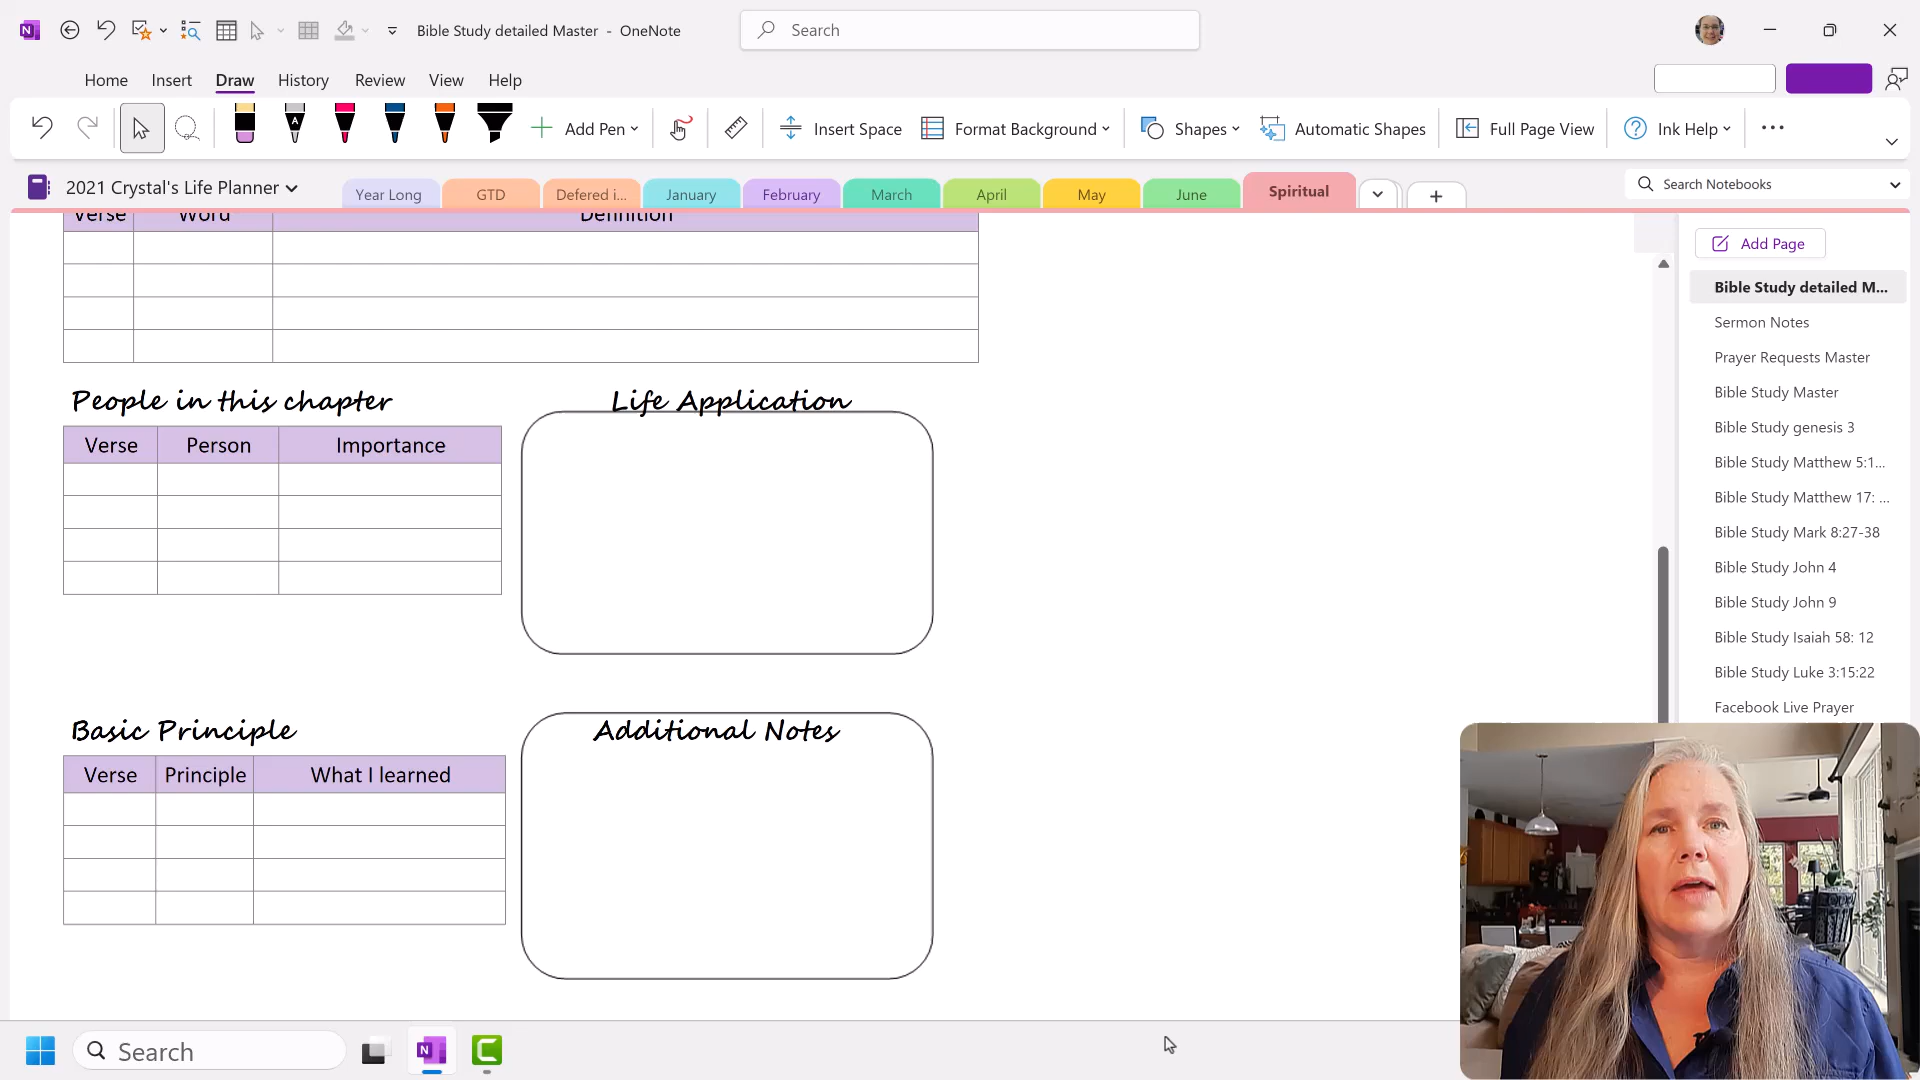 Bible Study detailed Master - OneNote
Search
Home Insert Draw History Review View Help
A
Add Pen
Insert Space
Format Background
Shapes
Automatic Shapes
Full Page View
Ink Help
2021 Crystal's Life Planner
Year Long
GTD
Defered i...
January
February
March
April
May
June
Spiritual
Search Notebooks
Verse Word Definition
Add Page
Bible Study detailed M...
Sermon Notes
Prayer Requests Master
Bible Study Master
Bible Study genesis 3
Bible Study Matthew 5:1...
Bible Study Matthew 17: ...
Bible Study Mark 8:27-38
Bible Study John 4
Bible Study John 9
Bible Study Isaiah 58: 12
Bible Study Luke 3:15:22
Facebook Live Prayer
People in this chapter
Verse Person Importance
Life Application
Basic Principle
Verse Principle What I learned
Additional Notes
Search